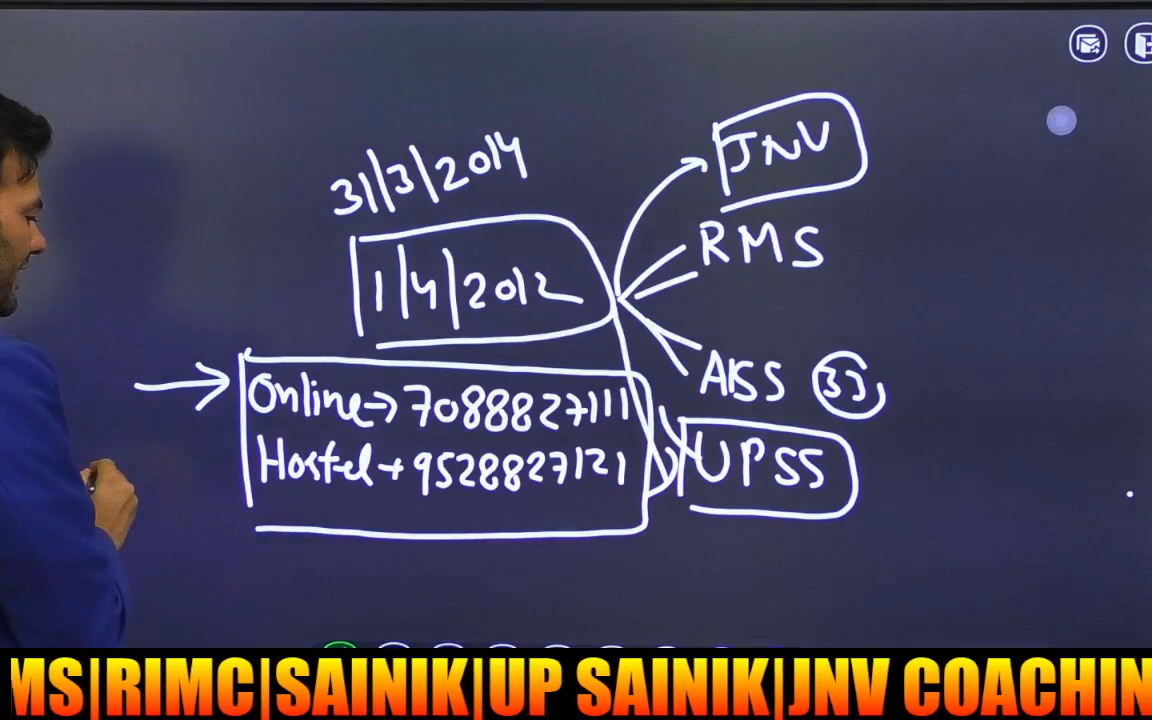 31/3/2014
1/4/2012
JNV
RMS
AISS 33
UPSS
Online → 7088827111
Hostel + 9528827121
MS|RIMC|SAINIK|UP SAINIK|JNV COACHIN